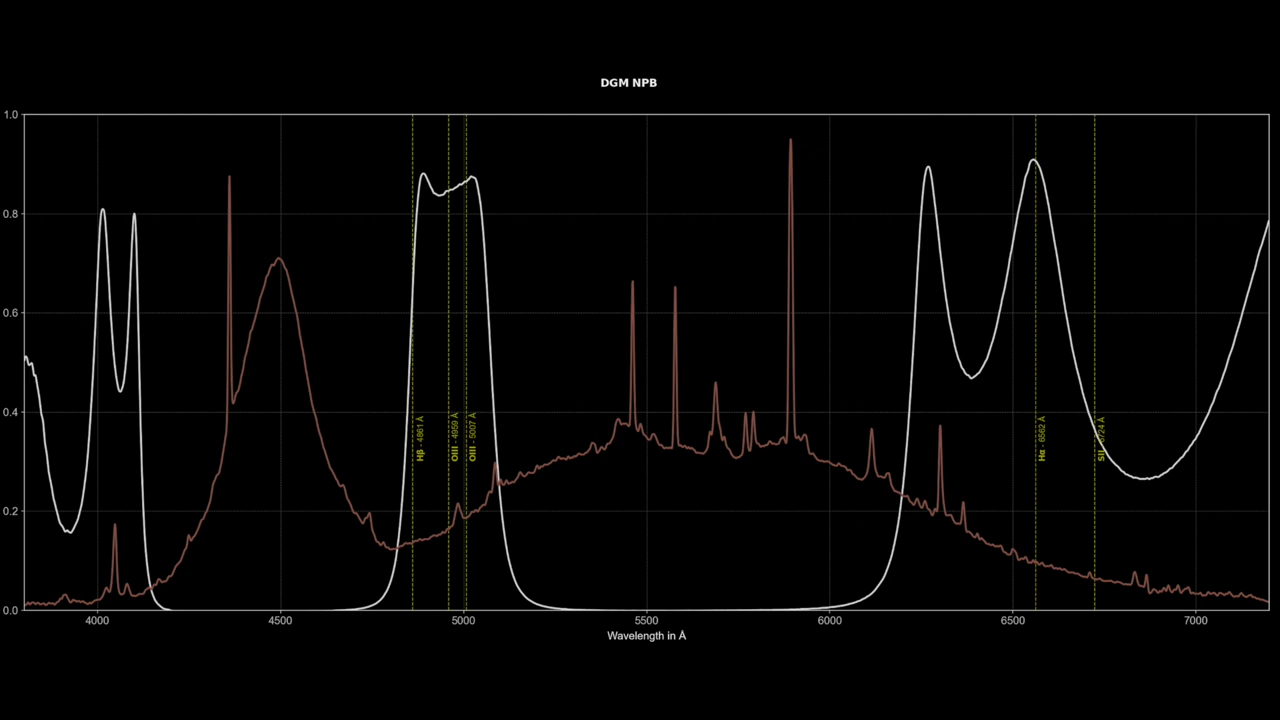 DGM NPB
1.0
0.8
0.6
0.4
0.2
0.0
Hβ - 4861 Å
OIII - 4959 Å
OIII - 5007 Å
Hα - 6562 Å
SII - 6724 Å
4000 4500 5000 5500 6000 6500 7000
Wavelength in Å